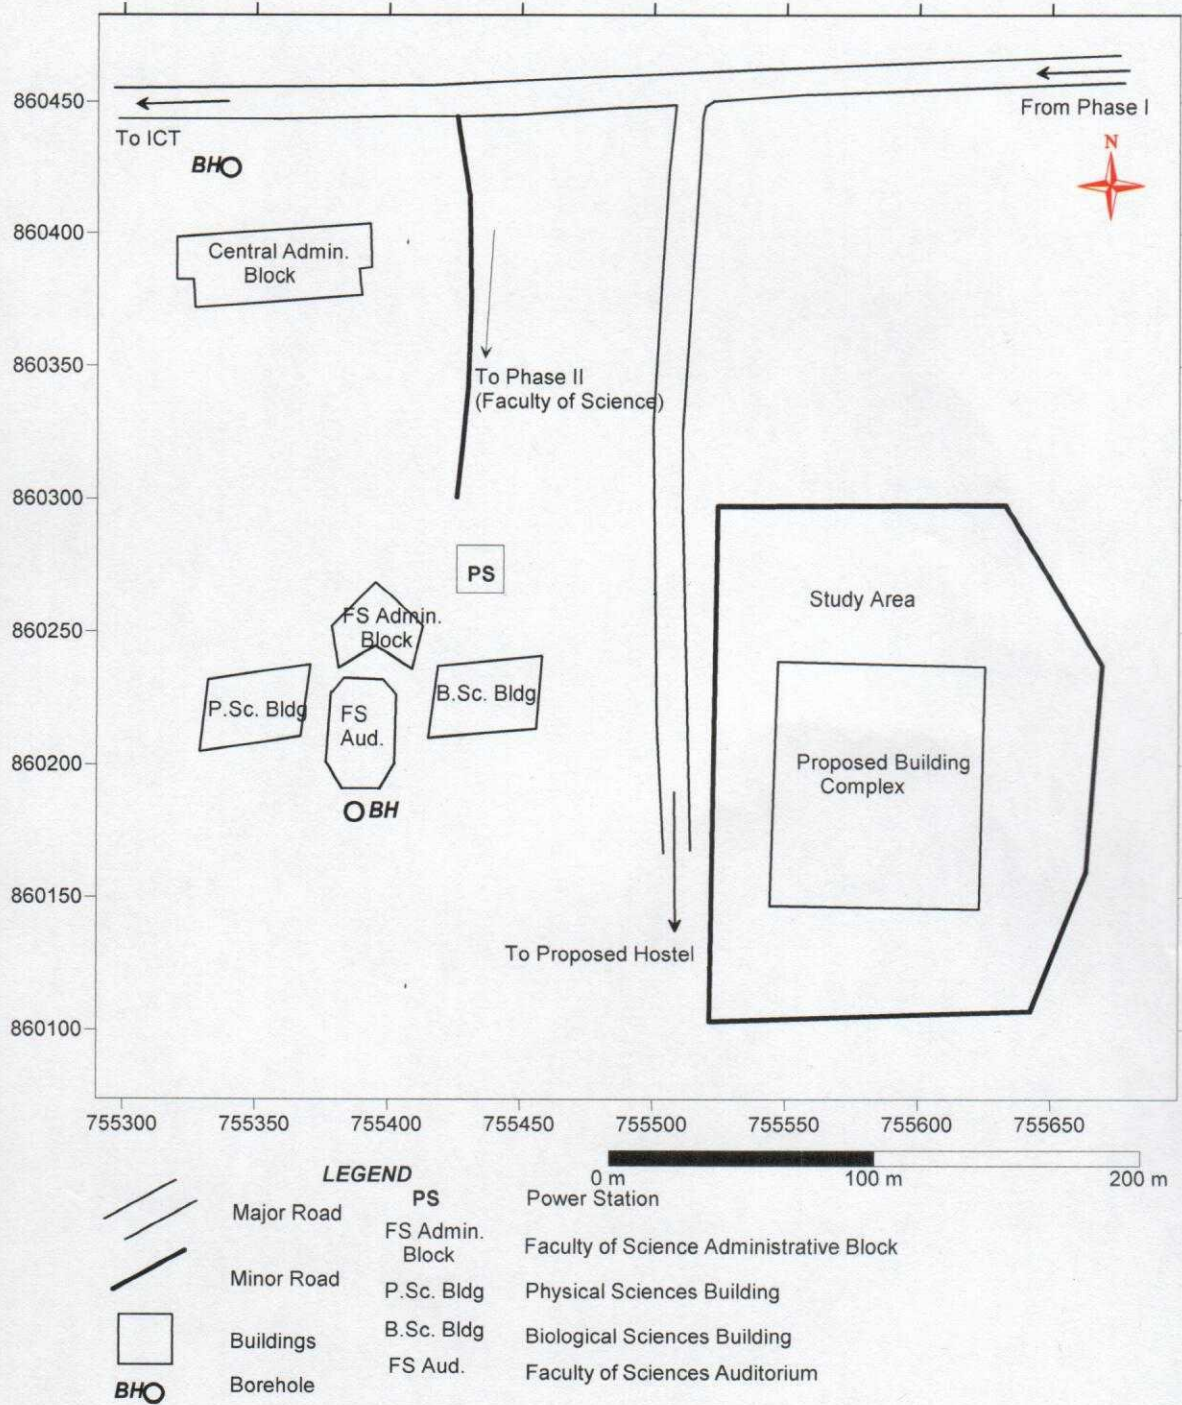 860450
To ICT
From Phase I
BH
N
860400
Central Admin.
Block
860350
To Phase II
(Faculty of Science)
860300
PS
Study Area
FS Admin.
Block
860250
P.Sc. Bldg
FS
Aud.
B.Sc. Bldg
860200
Proposed Building
Complex
BH
860150
To Proposed Hostel
860100
755300 755350 755400 755450 755500 755550 755600 755650
0 m 100 m 200 m
LEGEND
Major Road
Minor Road
Buildings
BH Borehole
PS Power Station
FS Admin.
Block Faculty of Science Administrative Block
P.Sc. Bldg Physical Sciences Building
B.Sc. Bldg Biological Sciences Building
FS Aud. Faculty of Sciences Auditorium